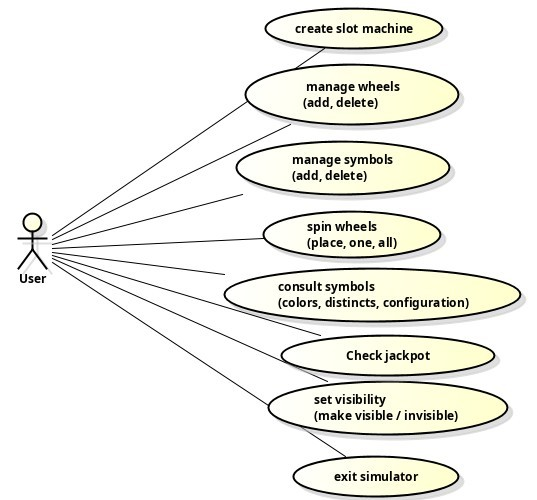 create slot machine
manage wheels
(add, delete)
manage symbols
(add, delete)
spin wheels
(place, one, all)
User
consult symbols
(colors, distincts, configuration)
Check jackpot
set visibility
(make visible / invisible)
exit simulator